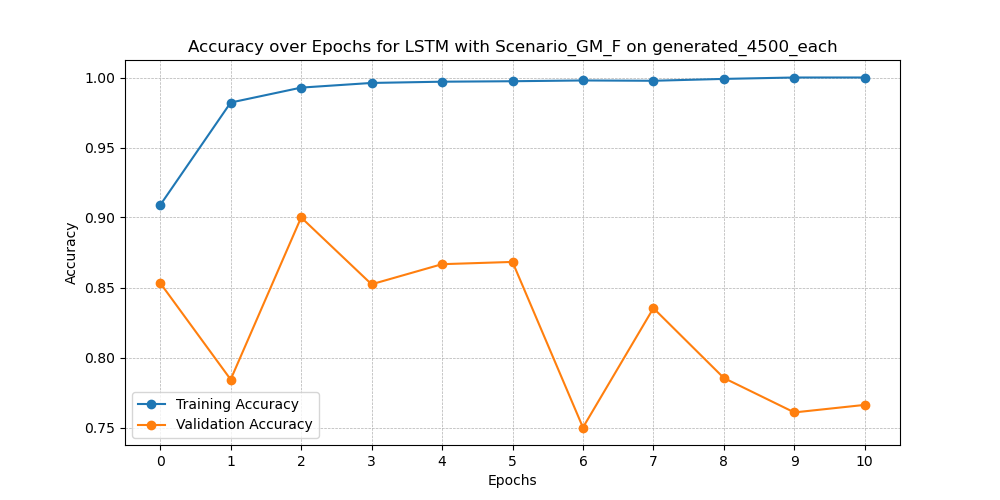 Accuracy over Epochs for LSTM with Scenario_GM_F on generated_4500_each
1.00
0.95
0.90
0.85
0.80
0.75
Accuracy
Training Accuracy
Validation Accuracy
0 1 2 3 4 5 6 7 8 9 10
Epochs